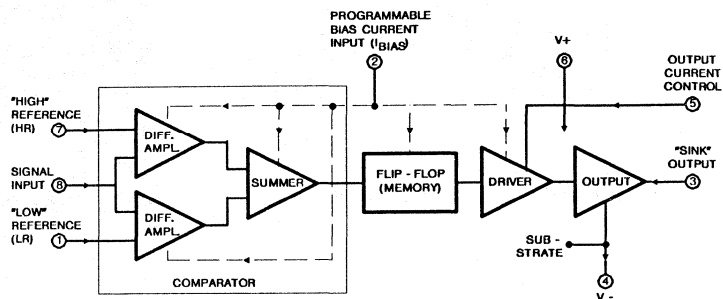 PROGRAMMABLE
BIAS CURRENT
INPUT (IBIAS)
2
V+
6
OUTPUT
CURRENT
CONTROL
5
"HIGH"
REFERENCE
(HR)
7
DIFF.
AMPL.
SIGNAL
INPUT
8
SUMMER
FLIP - FLOP
(MEMORY)
DRIVER
OUTPUT
"SINK"
OUTPUT
3
"LOW"
REFERENCE
(LR)
1
DIFF.
AMPL.
SUB -
STRATE
COMPARATOR
4
V -